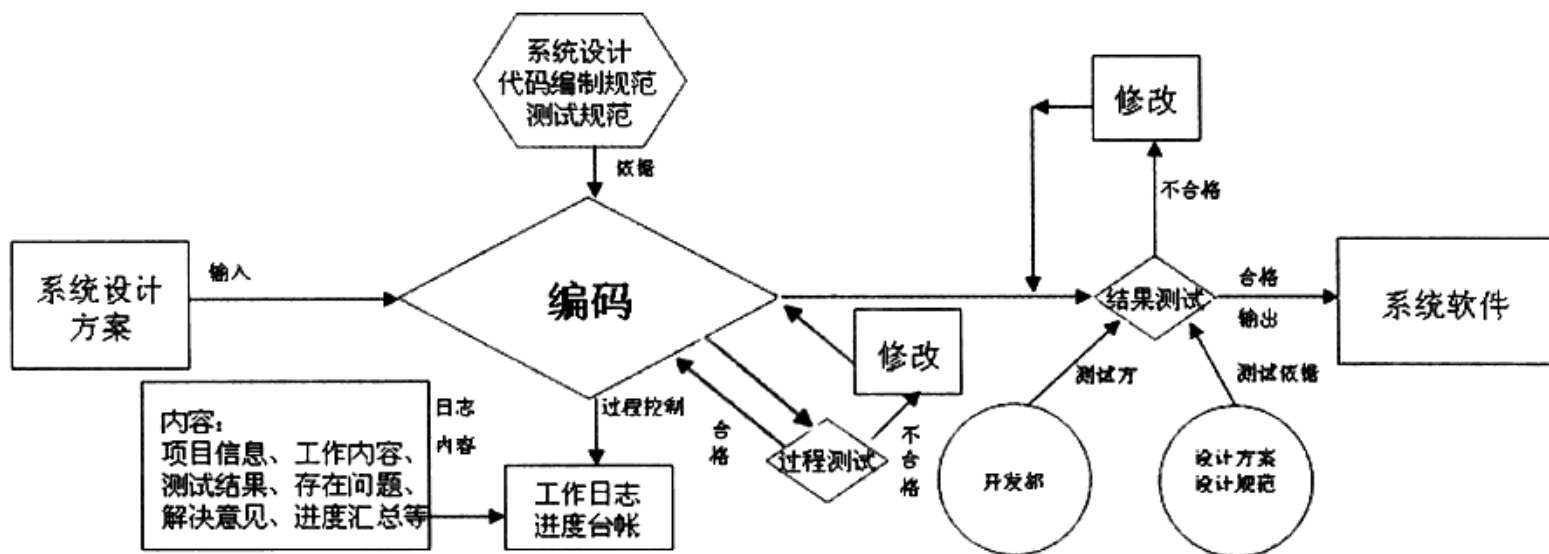 系统设计
代码编制规范
测试规范
依据
修改
不合格
系统设计
方案
输入
编码
结果测试
合格
输出
系统软件
修改
测试方
测试依据
内容：
项目信息、工作内容、
测试结果、存在问题、
解决意见、进度汇总等
日志
内容
过程控制
合格
过程测试
不合格
工作日志
进度台帐
开发部
设计方案
设计规范